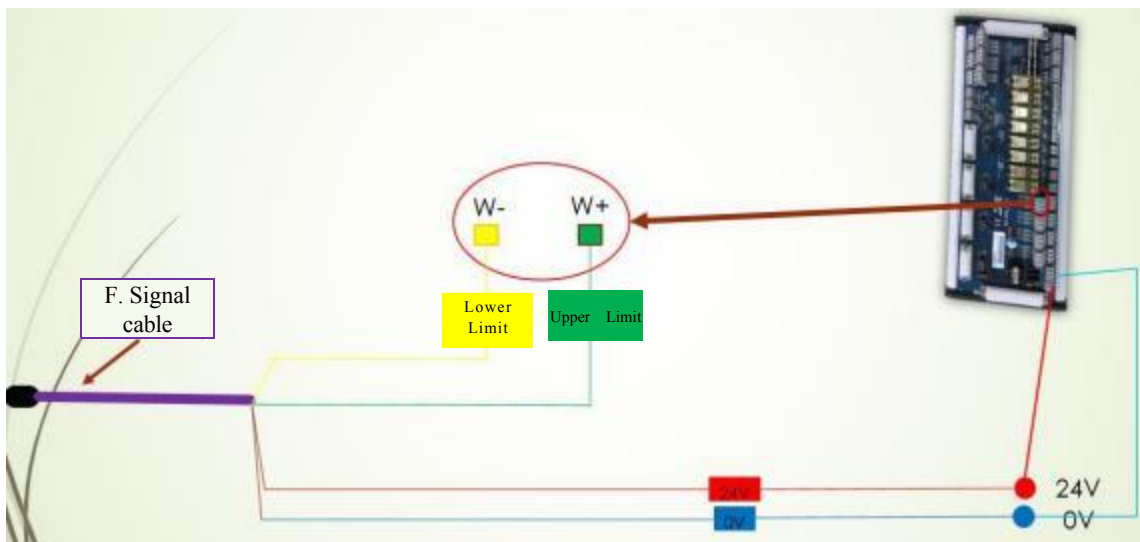 W-
W+
F. Signal
cable
Lower
Limit
Upper Limit
24V
24V
0V
0V